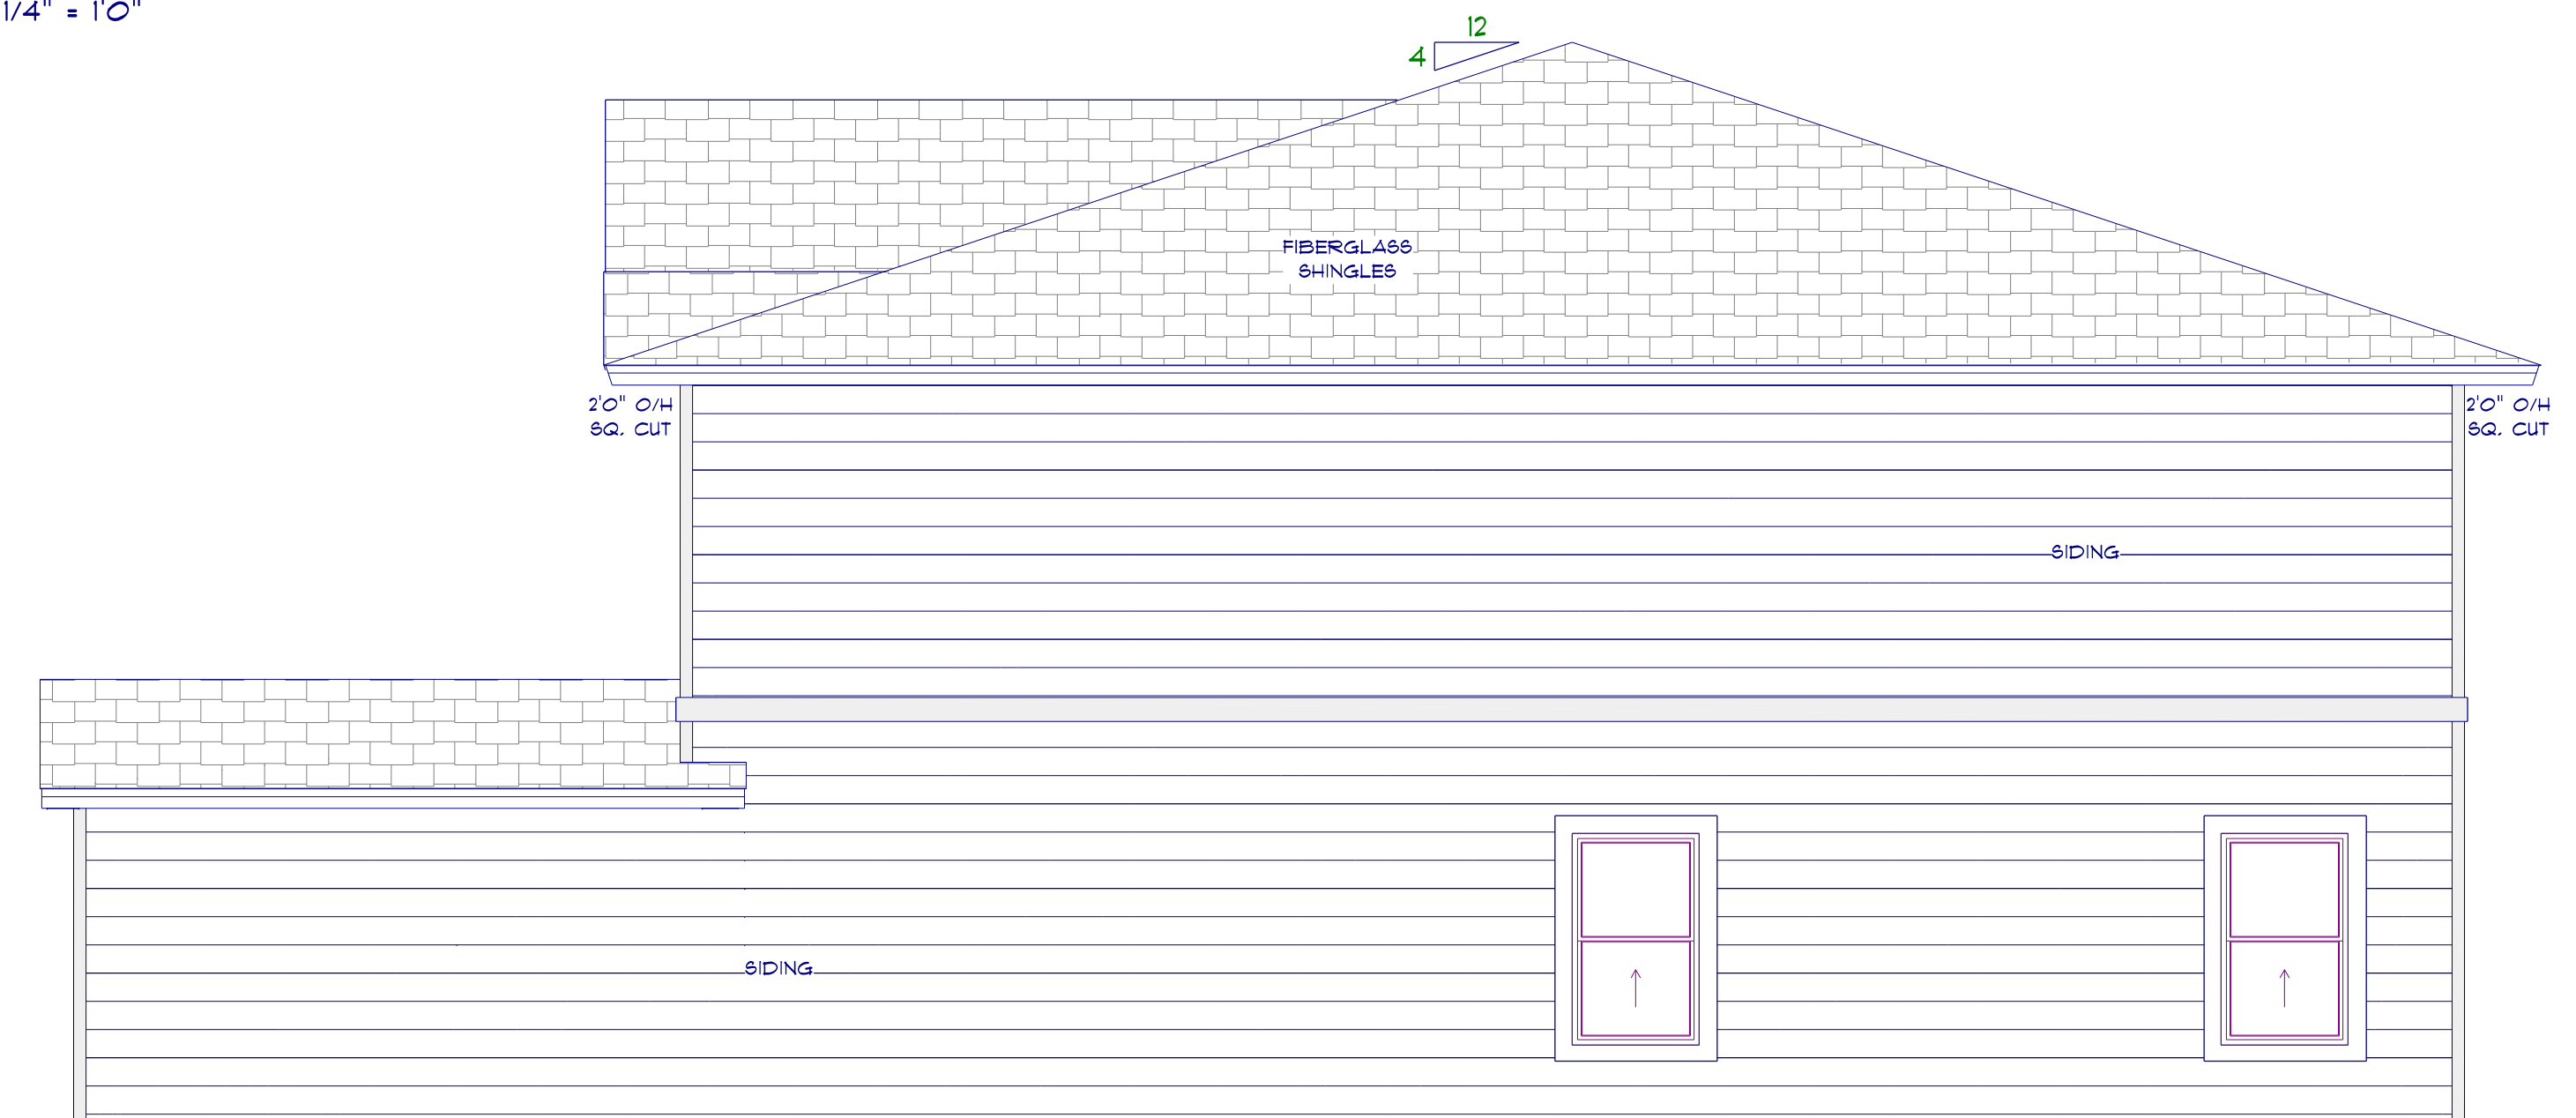 1/4" = 1'0"
12
4
FIBERGLASS
SHINGLES
2'0" O/H
SQ. CUT
2'0" O/H
SQ. CUT
SIDING
SIDING